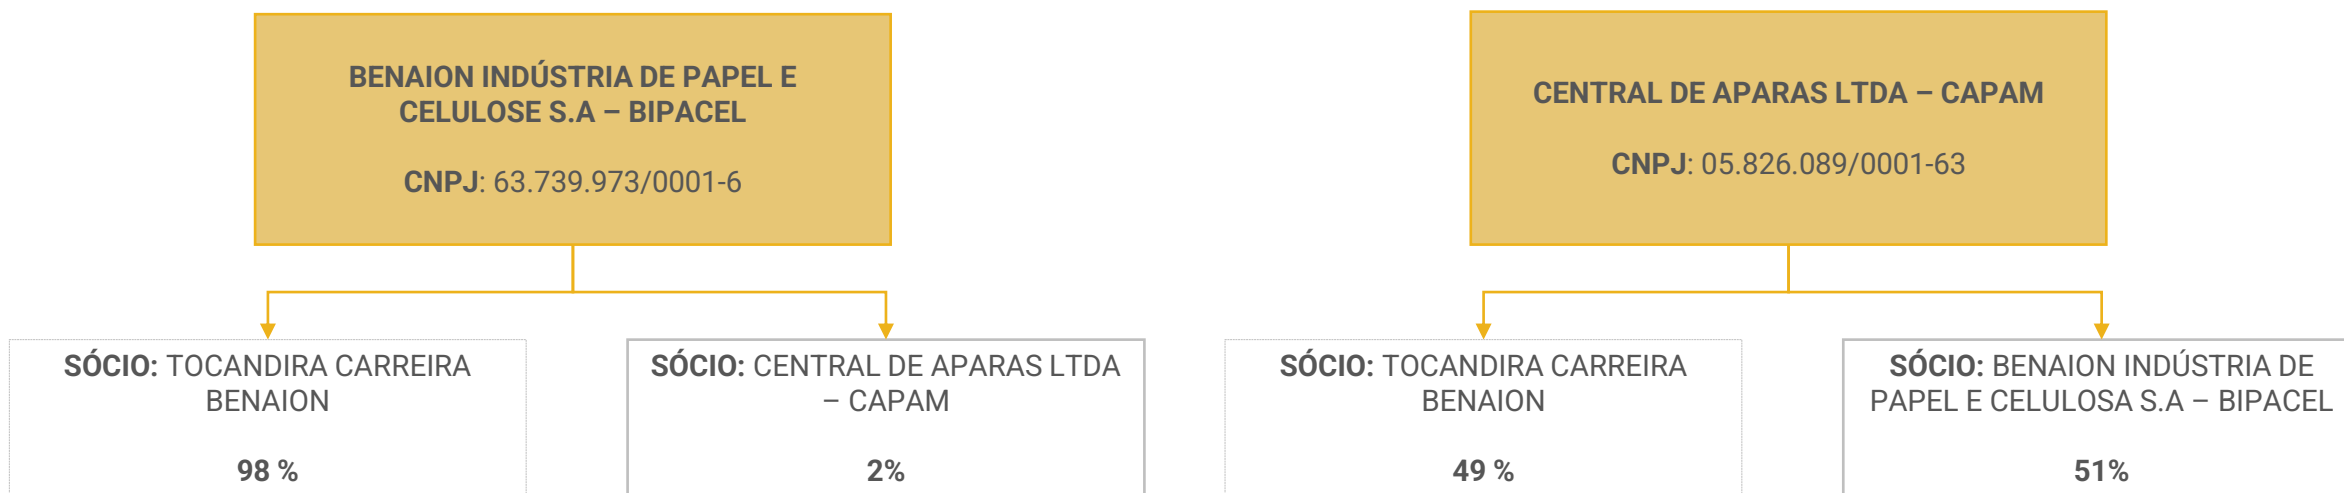 BENAION INDÚSTRIA DE PAPEL E
CELULOSE S.A – BIPACEL
CNPJ: 63.739.973/0001-6
CENTRAL DE APARAS LTDA – CAPAM
CNPJ: 05.826.089/0001-63
SÓCIO: TOCANDIRA CARREIRA
BENAION
98 %
SÓCIO: CENTRAL DE APARAS LTDA
– CAPAM
2%
SÓCIO: TOCANDIRA CARREIRA
BENAION
49 %
SÓCIO: BENAION INDÚSTRIA DE
PAPEL E CELULOSA S.A – BIPACEL
51%